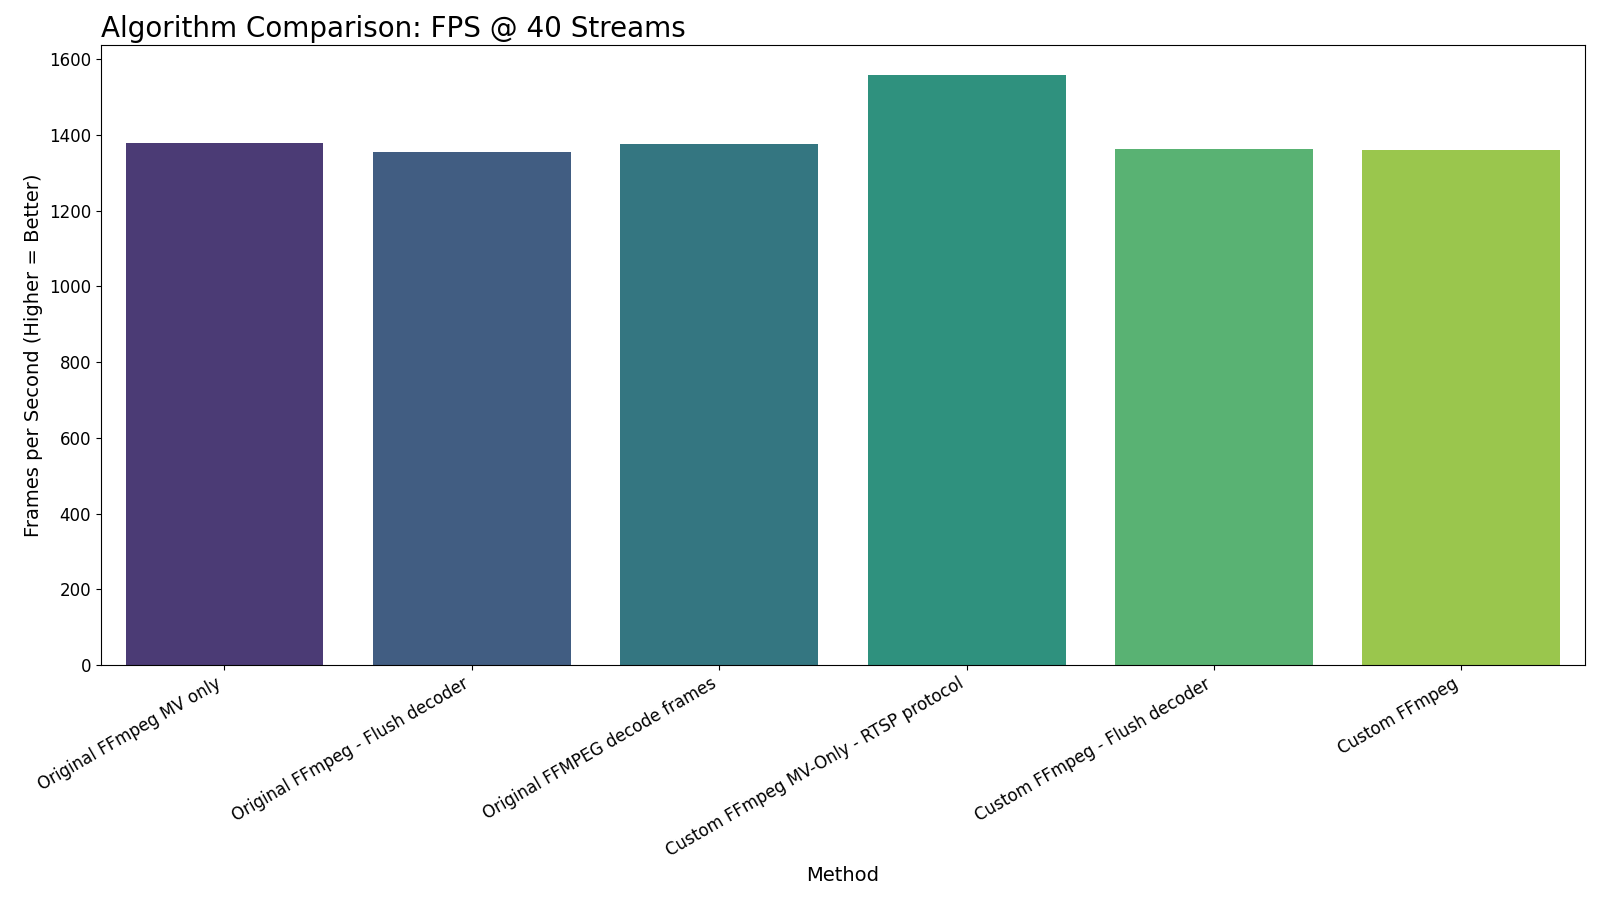 Algorithm Comparison: FPS @ 40 Streams
Frames per Second (Higher = Better)
1600
1400
1200
1000
800
600
400
200
0
Original FFmpeg MV only
Original FFmpeg - Flush decoder
Original FFMPEG decode frames
Custom FFmpeg MV-Only - RTSP protocol
Custom FFmpeg - Flush decoder
Custom FFmpeg
Method